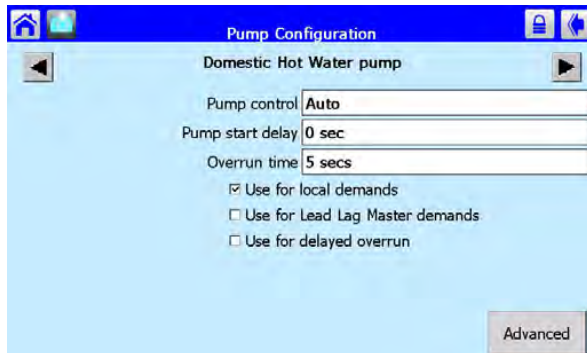 Pump Configuration
Domestic Hot Water pump
Pump control Auto
Pump start delay 0 sec
Overrun time 5 secs
Use for local demands
Use for Lead Lag Master demands
Use for delayed overrun
Advanced